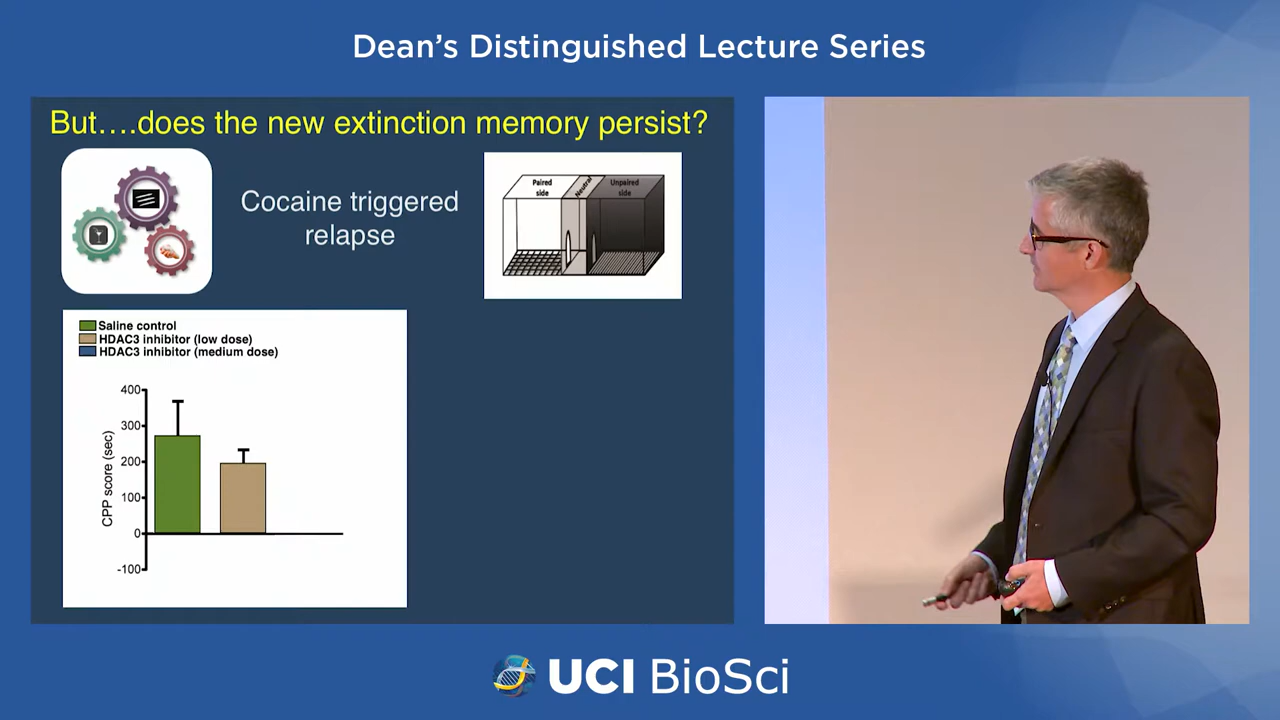 Dean's Distinguished Lecture Series
But....does the new extinction memory persist?
Cocaine triggered
relapse
Paired
side
Neutral
Unpaired
side
Saline control
HDAC3 inhibitor (low dose)
HDAC3 inhibitor (medium dose)
400
300
200
100
0
-100
CPP score (sec)
UCI BioSci